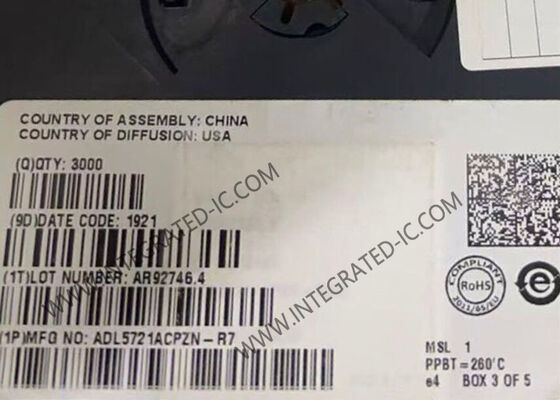 COUNTRY OF ASSEMBLY: CHINA
COUNTRY OF DIFFUSION: USA
(Q)QTY: 3000
(9D)DATE CODE: 1921
(1T)LOT NUMBER: AR92746.4
(1P)MFG NO: ADL5721ACPZN-R7
COMPLIANT
RoHS
2011/65/EU
e
MSL 1
PPBT=260'C
e4 BOX 3 OF 5
WWW.INTEGRATED-IC.COM
WWW.INTEGRATED-IC.COM